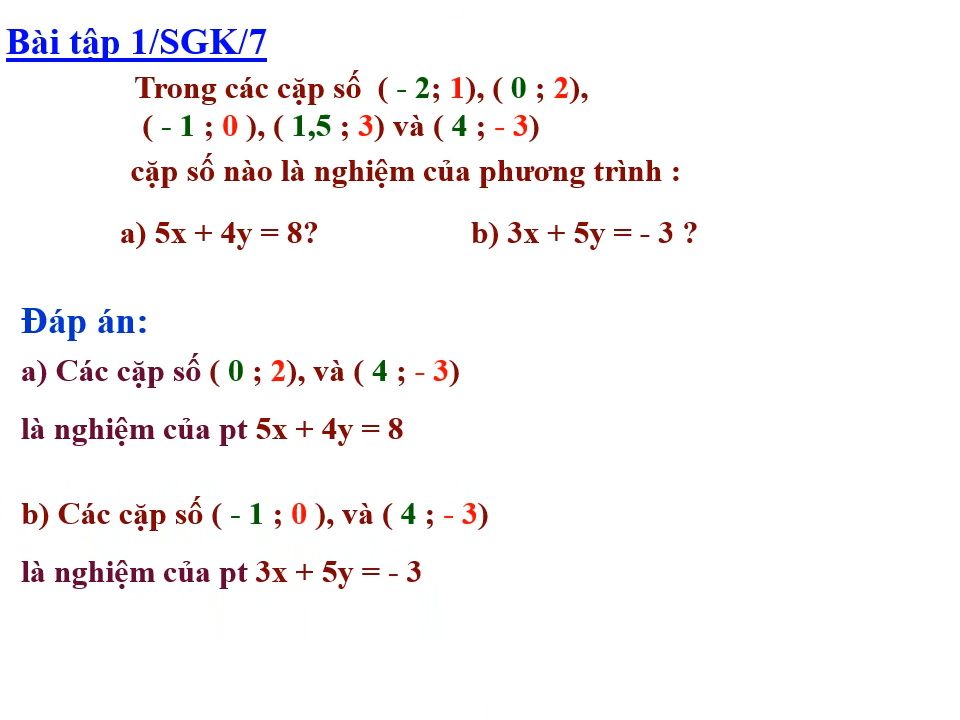 Bài tập 1/SGK/7
Trong các cặp số ( - 2; 1), ( 0 ; 2),
( - 1 ; 0 ), ( 1,5 ; 3) và ( 4 ; - 3)
cặp số nào là nghiệm của phương trình :
a) 5x + 4y = 8? b) 3x + 5y = - 3 ?
Đáp án:
a) Các cặp số ( 0 ; 2), và ( 4 ; - 3)
là nghiệm của pt 5x + 4y = 8
b) Các cặp số ( - 1 ; 0 ), và ( 4 ; - 3)
là nghiệm của pt 3x + 5y = - 3